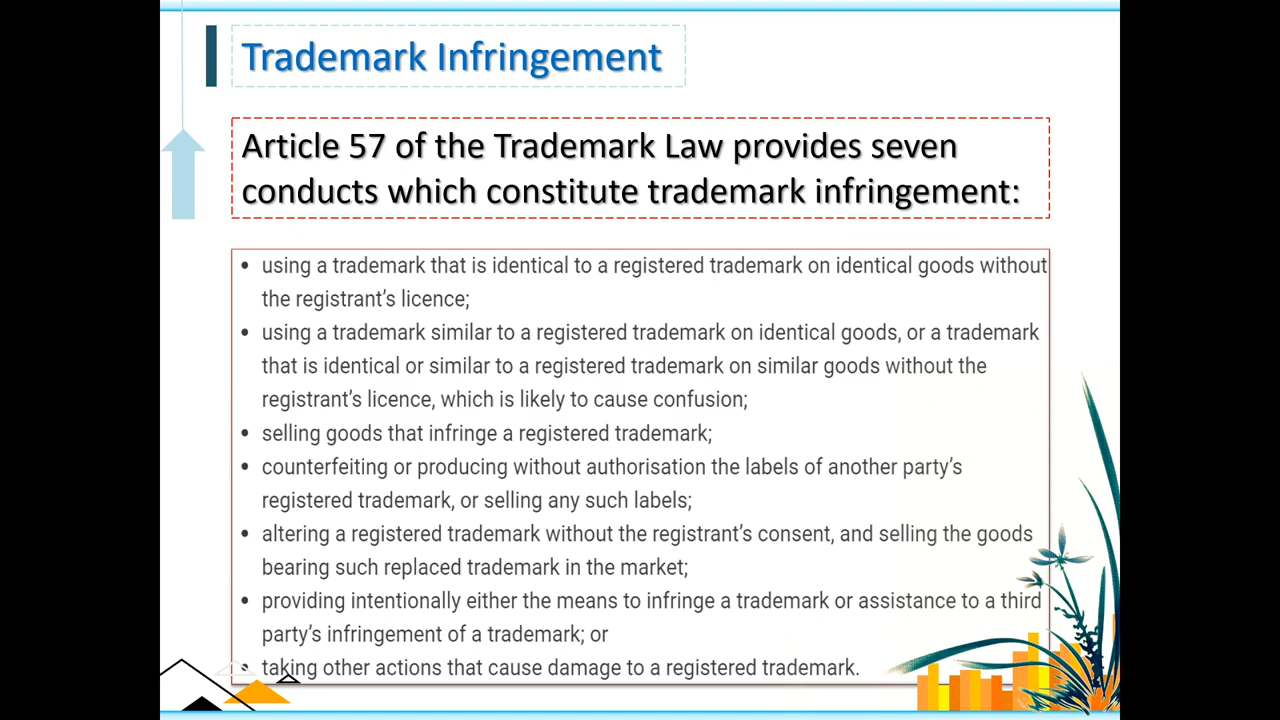 Trademark Infringement
Article 57 of the Trademark Law provides seven
conducts which constitute trademark infringement:
• using a trademark that is identical to a registered trademark on identical goods without
the registrant’s licence;
• using a trademark similar to a registered trademark on identical goods, or a trademark
that is identical or similar to a registered trademark on similar goods without the
registrant’s licence, which is likely to cause confusion;
• selling goods that infringe a registered trademark;
• counterfeiting or producing without authorisation the labels of another party’s
registered trademark, or selling any such labels;
• altering a registered trademark without the registrant’s consent, and selling the goods
bearing such replaced trademark in the market;
• providing intentionally either the means to infringe a trademark or assistance to a third
party’s infringement of a trademark; or
• taking other actions that cause damage to a registered trademark.